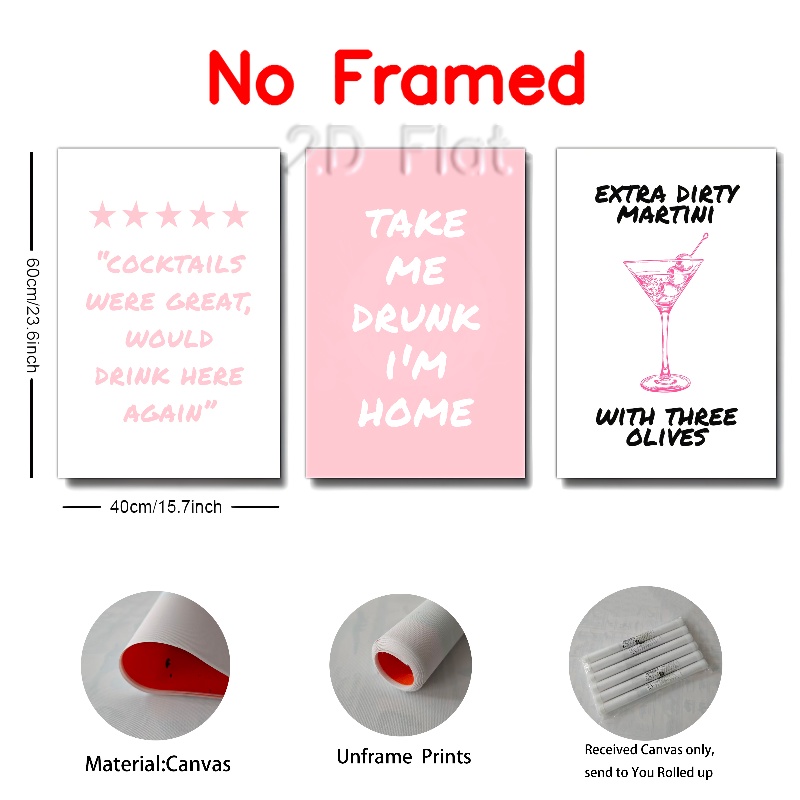 No Framed
2D Flat
60cm/23.6inch
40cm/15.7inch
"COCKTAILS
WERE GREAT,
WOULD
DRINK HERE
AGAIN"
TAKE
ME
DRUNK
I'M
HOME
EXTRA DIRTY
MARTINI
WITH THREE
OLIVES
Material:Canvas
Unframe Prints
Received Canvas only,
send to You Rolled up